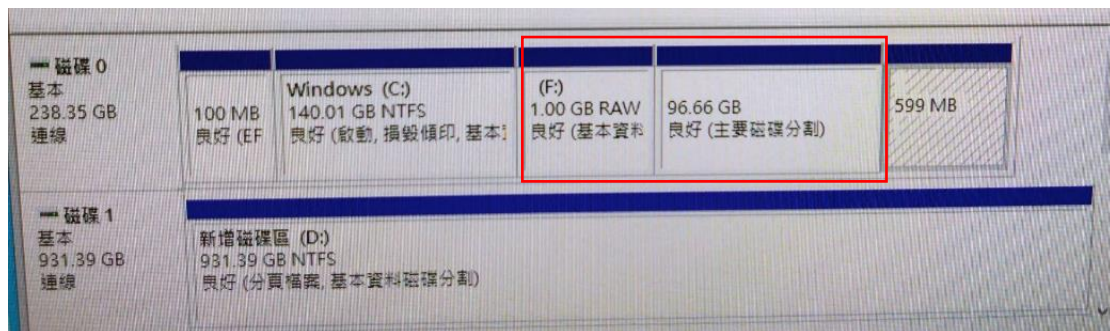 磁碟 0
基本
238.35 GB
連線
100 MB
良好 (EF
Windows (C:)
140.01 GB NTFS
良好 (啟動, 損毀傾印, 基本
(F:)
1.00 GB RAW
良好 (基本資料
96.66 GB
良好 (主要磁碟分割)
599 MB
磁碟 1
基本
931.39 GB
連線
新增磁碟區 (D:)
931.39 GB NTFS
良好 (分頁檔案, 基本資料磁碟分割)